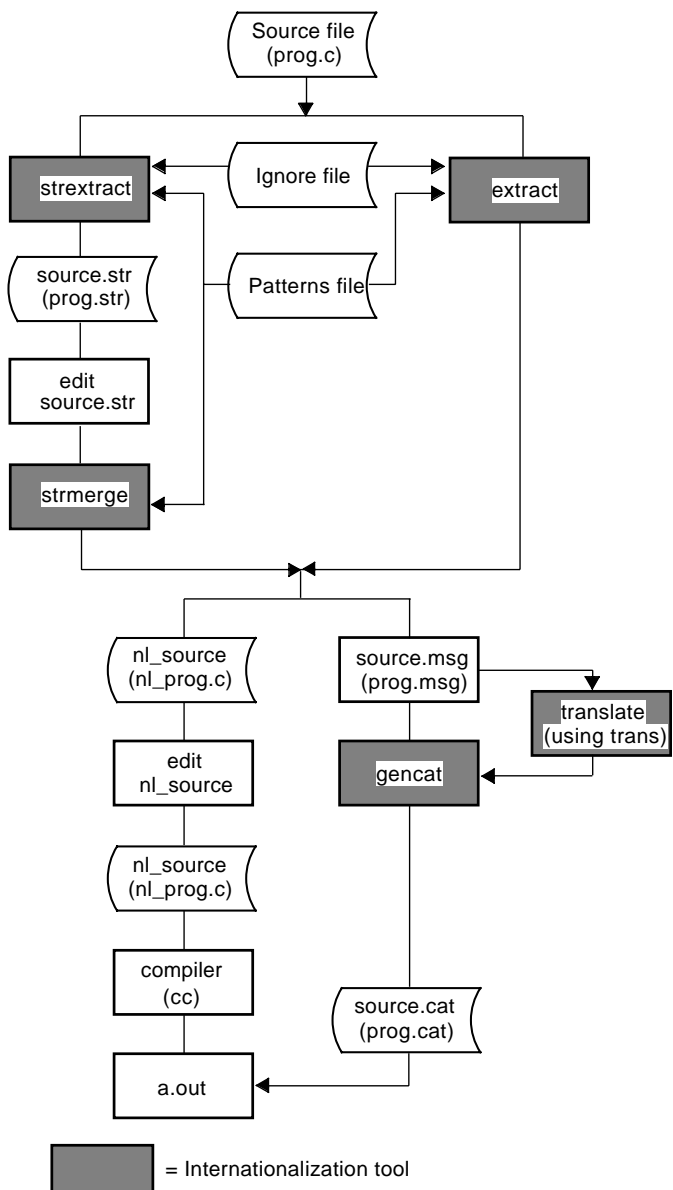 Source file
(prog.c)
strextract
Ignore file
extract
source.str
(prog.str)
Patterns file
edit
source.str
strmerge
nl_source
(nl_prog.c)
source.msg
(prog.msg)
translate
(using trans)
edit
nl_source
gencat
nl_source
(nl_prog.c)
compiler
(cc)
source.cat
(prog.cat)
a.out
= Internationalization tool